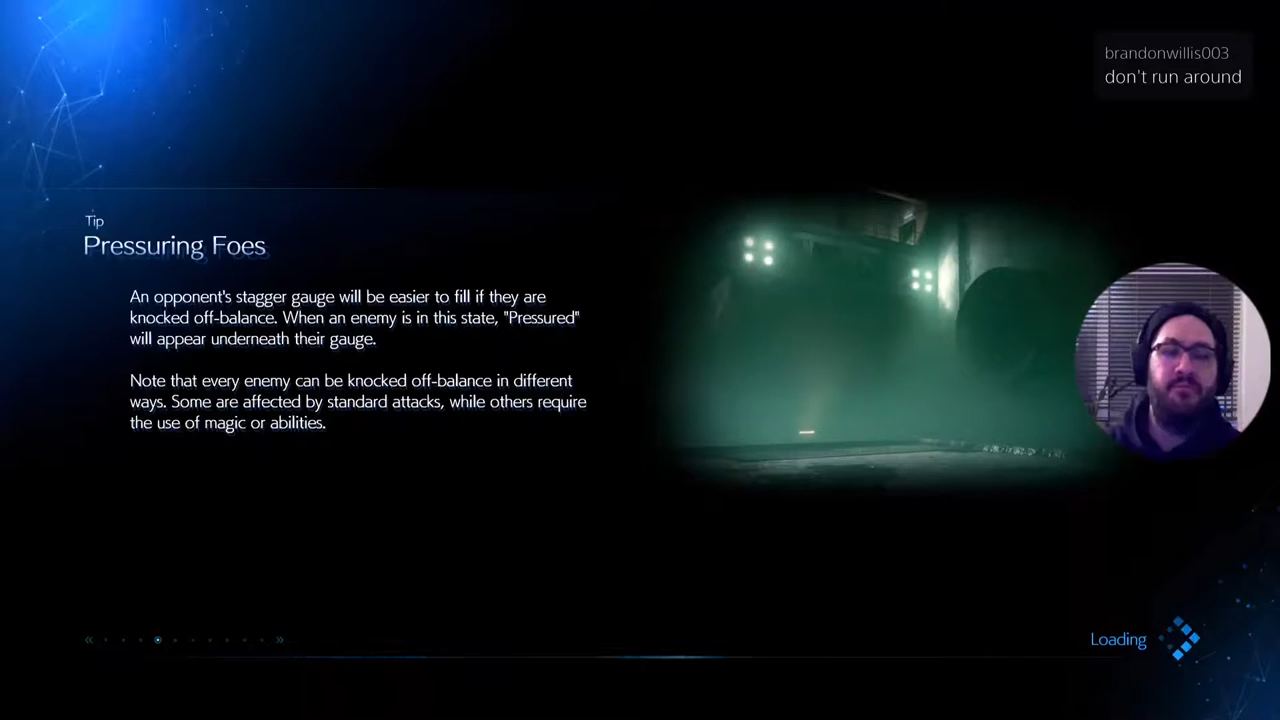 brandonwillis003
don't run around
Tip
Pressuring Foes
An opponent's stagger gauge will be easier to fill if they are
knocked off-balance. When an enemy is in this state, "Pressured"
will appear underneath their gauge.
Note that every enemy can be knocked off-balance in different
ways. Some are affected by standard attacks, while others require
the use of magic or abilities.
Loading